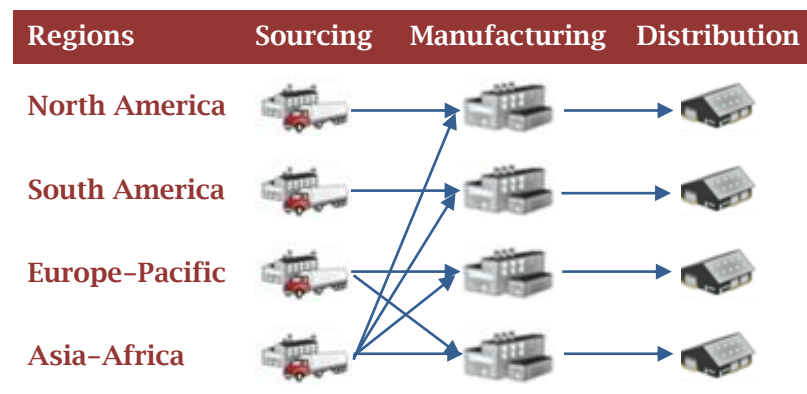 Regions Sourcing Manufacturing Distribution
North America
South America
Europe–Pacific
Asia–Africa